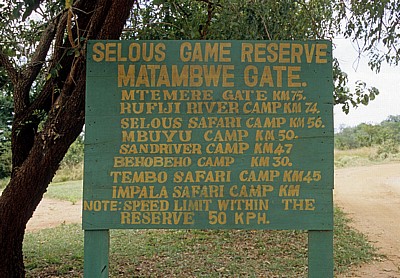 SELOUS GAME RESERVE
MATAMBWE GATE.
MTEMERE GATE KM 75.
RUFIJI RIVER CAMP KM 74.
SELOUS SAFARI CAMP KM 56.
MBUYU CAMP KM 50.
SANDRIVER CAMP KM 47
BEHOBEHO CAMP KM 30.
TEMBO SAFARI CAMP KM 45
IMPALA SAFARI CAMP KM
NOTE: SPEED LIMIT WITHIN THE
RESERVE 50 KPH.